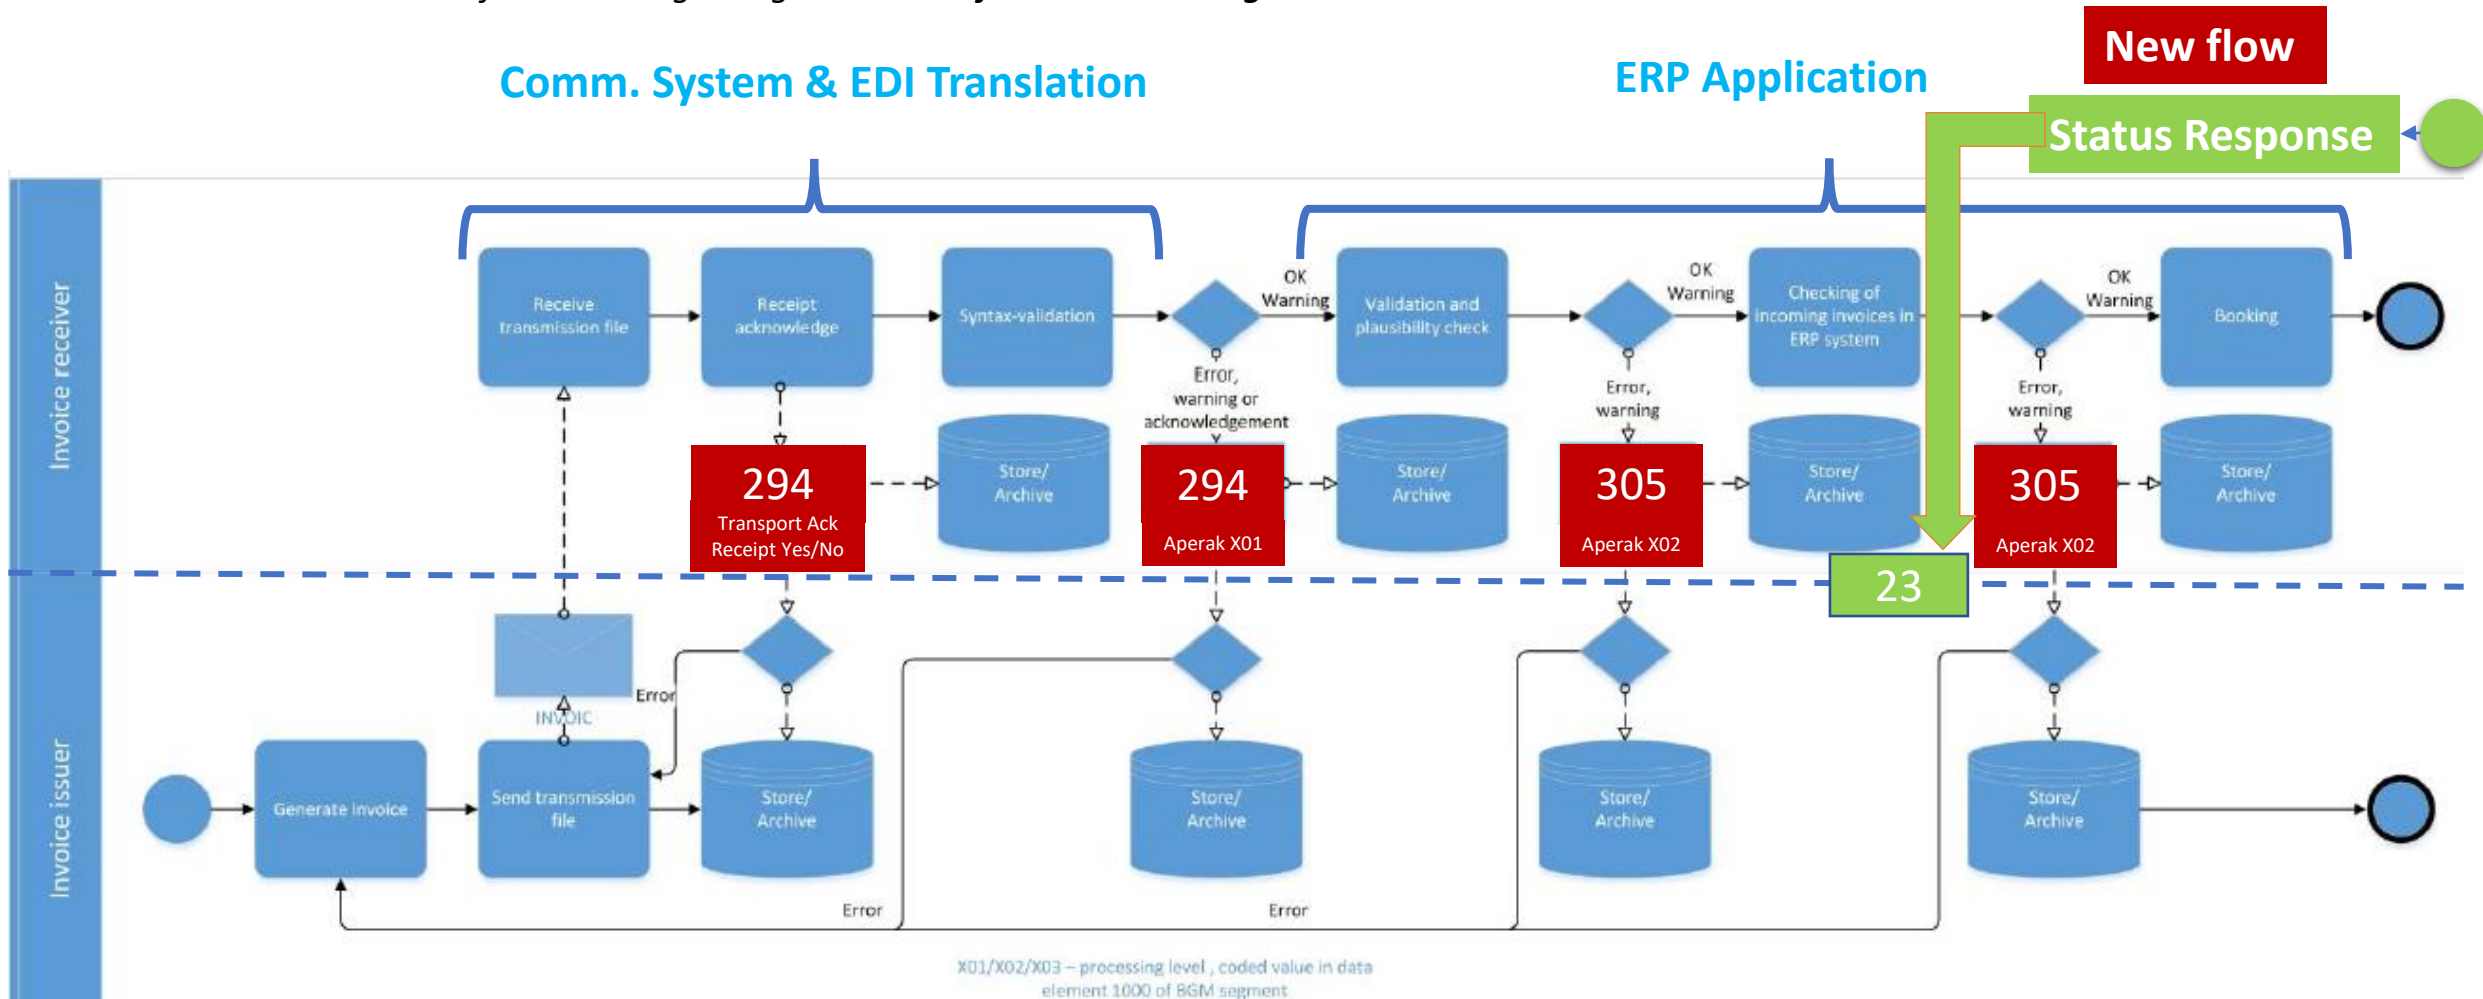 New flow
Comm. System & EDI Translation
ERP Application
Status Response
Invoice receiver
Receive
transmission file
Receipt
acknowledge
Syntax-validation
OK
Warning
Validation and
plausibility check
OK
Warning
Checking of
incoming invoices in
ERP system
OK
Warning
Booking
Error,
warning or
acknowledgement
Error,
warning
Error,
warning
294
Transport Ack
Receipt Yes/No
Store/
Archive
294
Aperak X01
Store/
Archive
305
Aperak X02
Store/
Archive
305
Aperak X02
Store/
Archive
23
Invoice issuer
INVOIC
Error
Generate invoice
Send transmission
file
Store/
Archive
Store/
Archive
Store/
Archive
Store/
Archive
Error
Error
X01/X02/X03 – processing level , coded value in data
element 1000 of BGM segment